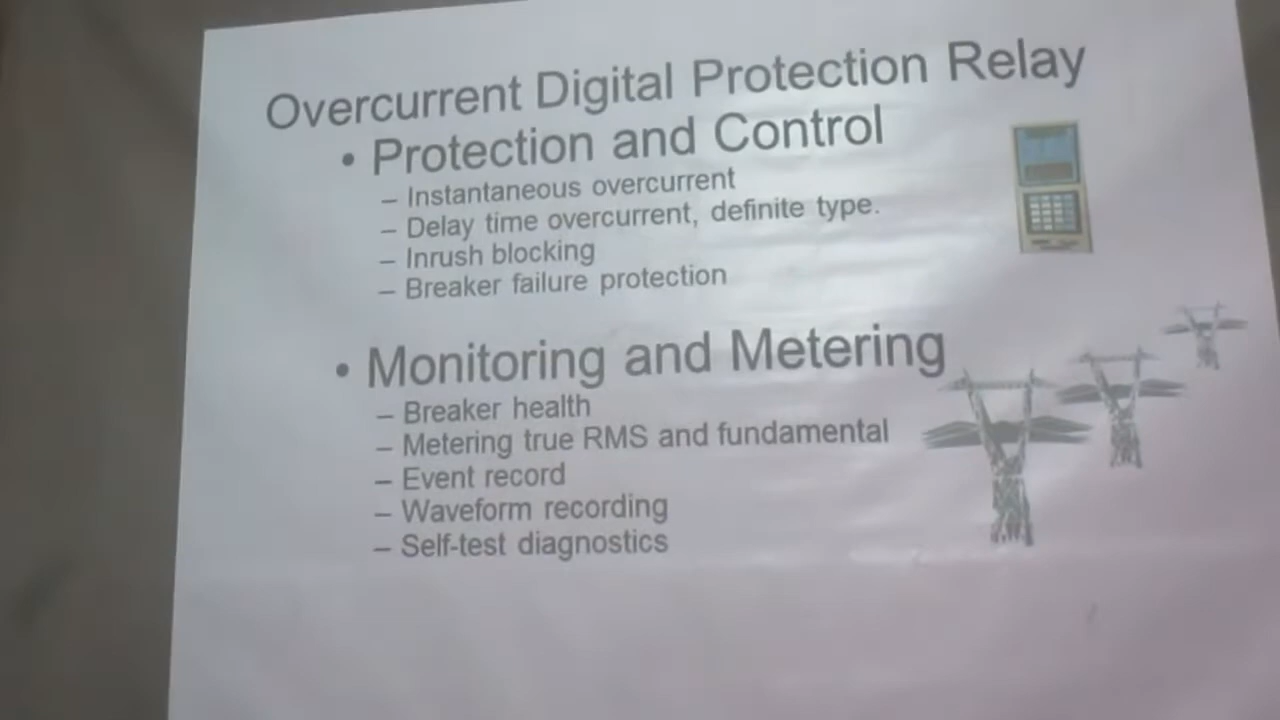 Overcurrent Digital Protection Relay
• Protection and Control
– Instantaneous overcurrent
– Delay time overcurrent, definite type.
– Inrush blocking
– Breaker failure protection
• Monitoring and Metering
– Breaker health
– Metering true RMS and fundamental
– Event record
– Waveform recording
– Self-test diagnostics